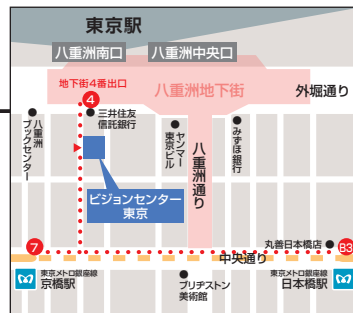 東京駅
八重洲南口
八重洲中央口
地下街4番出口
八重洲地下街
外堀通り
4
三井住友
信託銀行
八重洲
ブックセンター
ヤンマー
東京ビル
八重洲通り
みずほ銀行
ビジョンセンター
東京
丸善日本橋店
7
B3
中央通り
東京メトロ銀座線
京橋駅
ブリヂストン
美術館
東京メトロ銀座線
日本橋駅